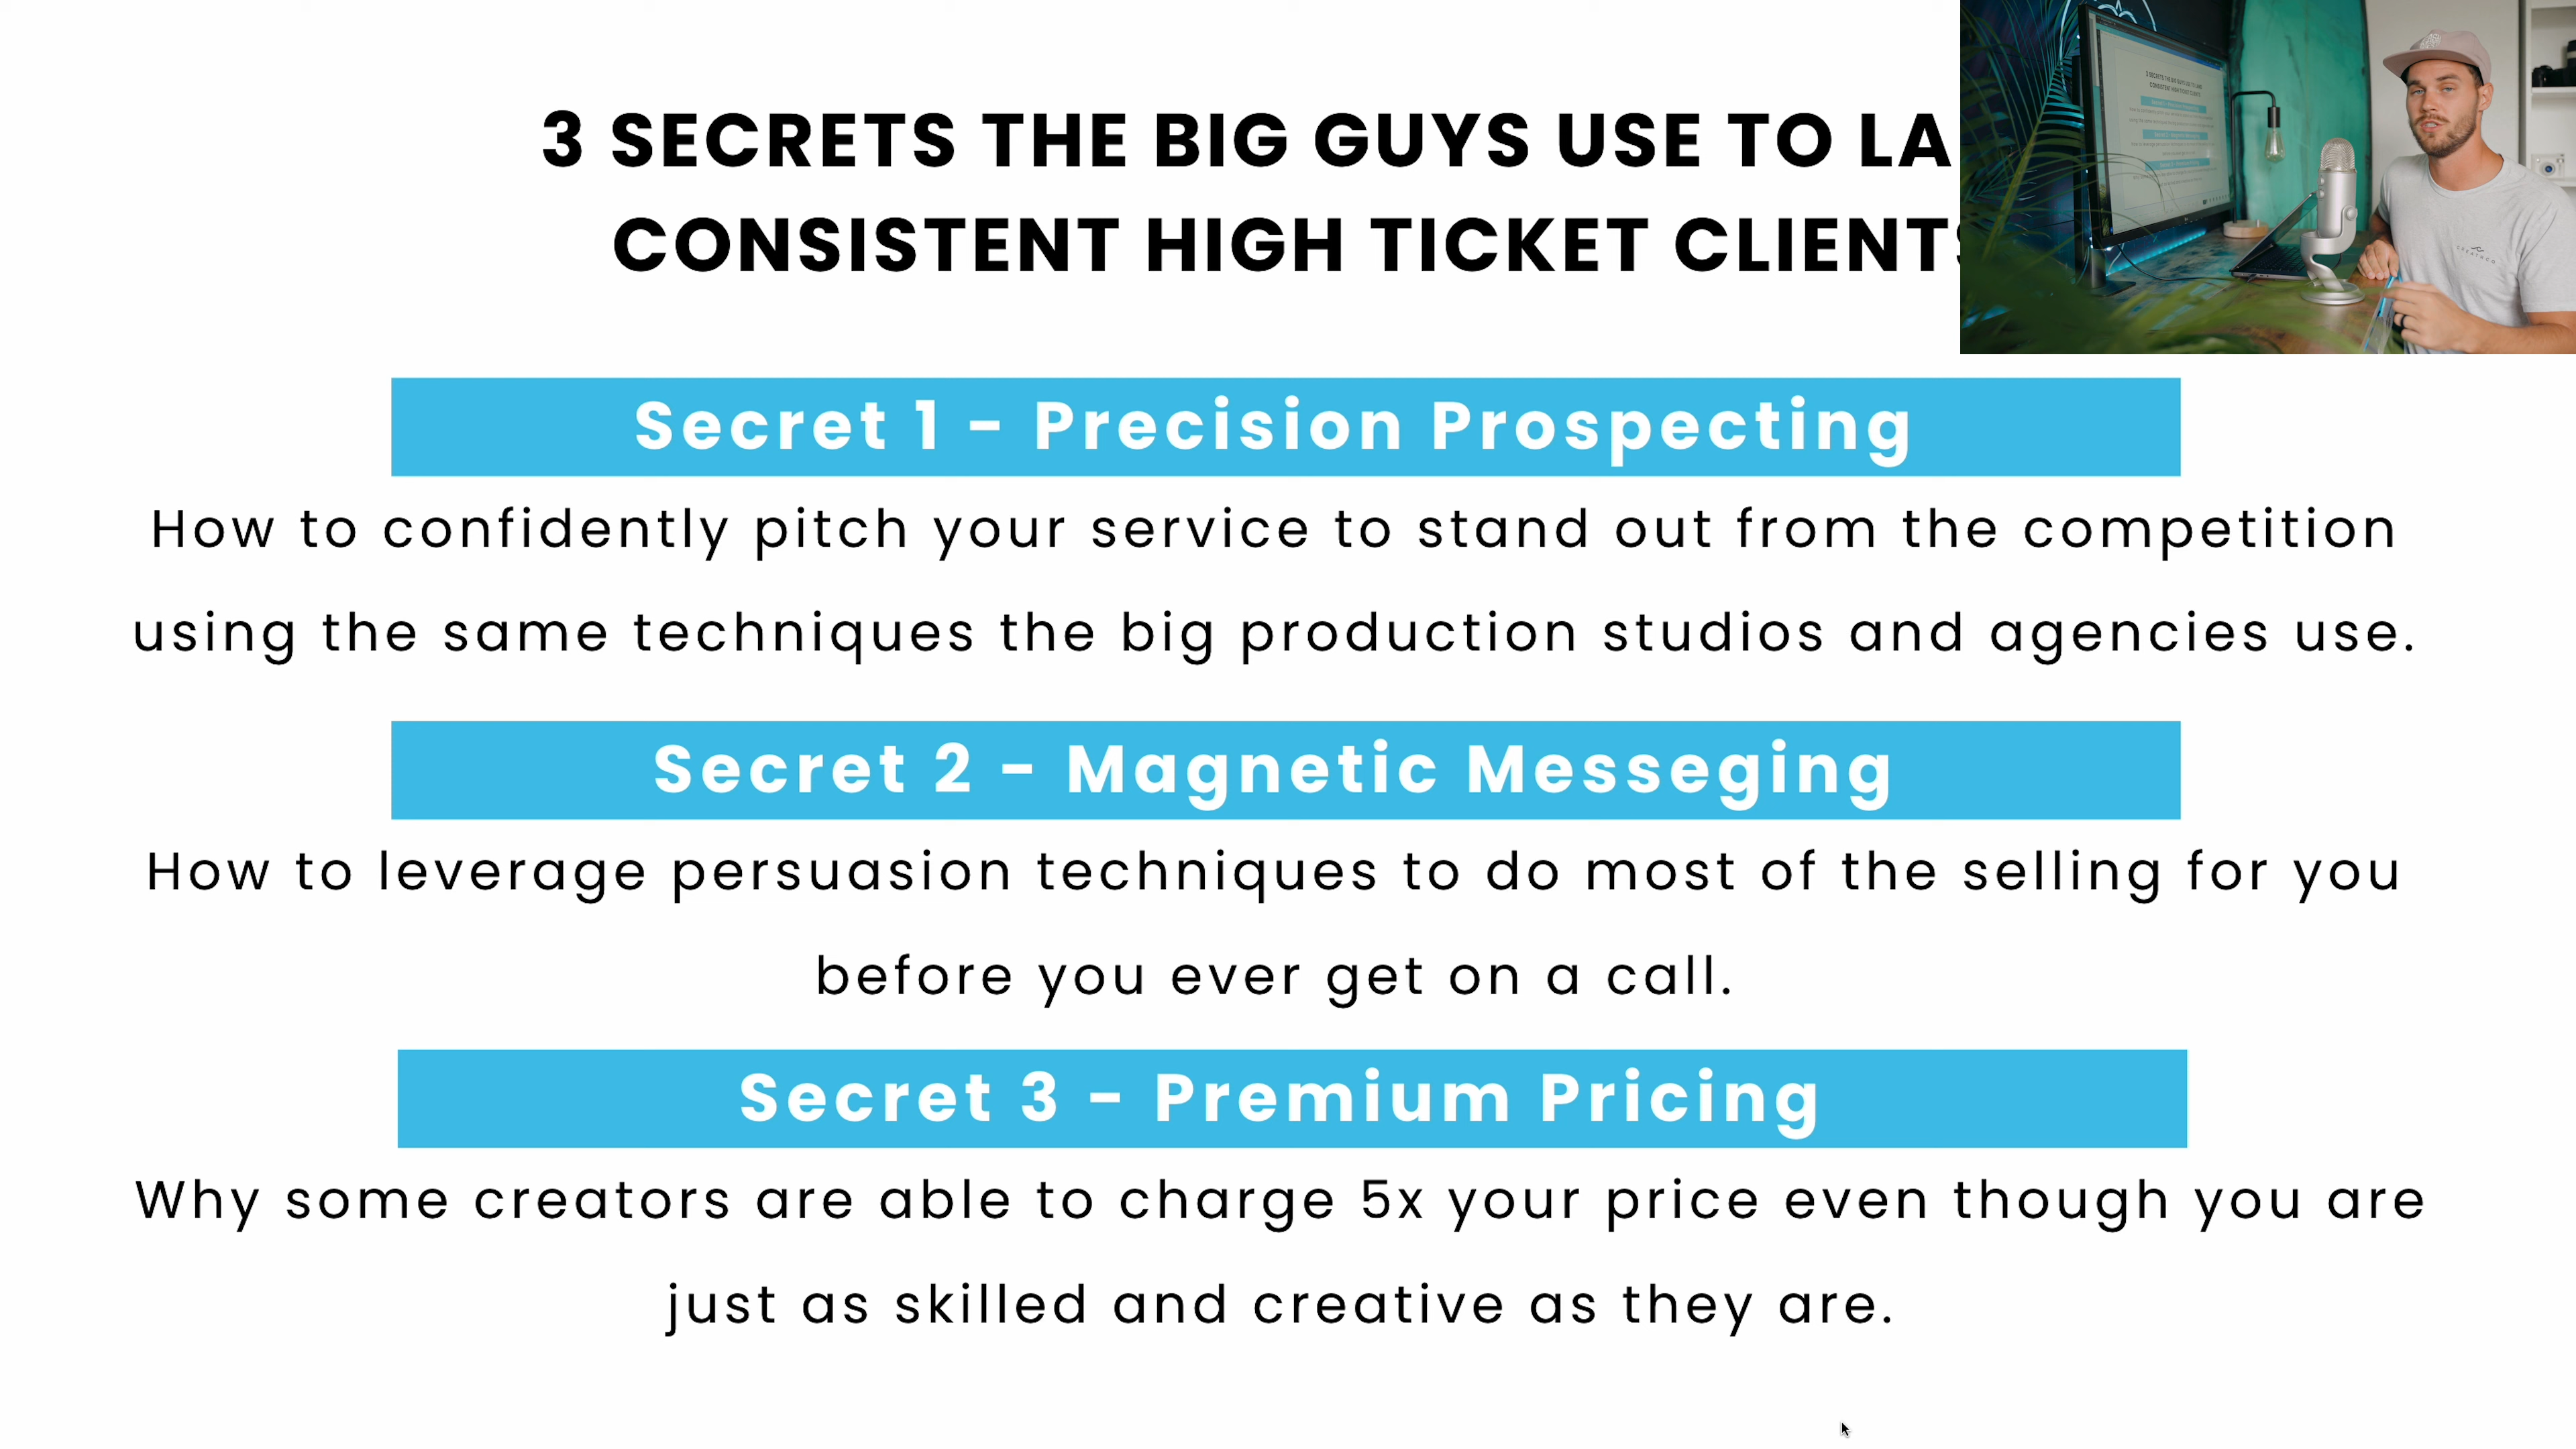 3 SECRETS THE BIG GUYS USE TO LA
CONSISTENT HIGH TICKET CLIENTS
Secret 1 - Precision Prospecting
How to confidently pitch your service to stand out from the competition
using the same techniques the big production studios and agencies use.
Secret 2 - Magnetic Messeging
How to leverage persuasion techniques to do most of the selling for you
before you ever get on a call.
Secret 3 - Premium Pricing
Why some creators are able to charge 5x your price even though you are
just as skilled and creative as they are.